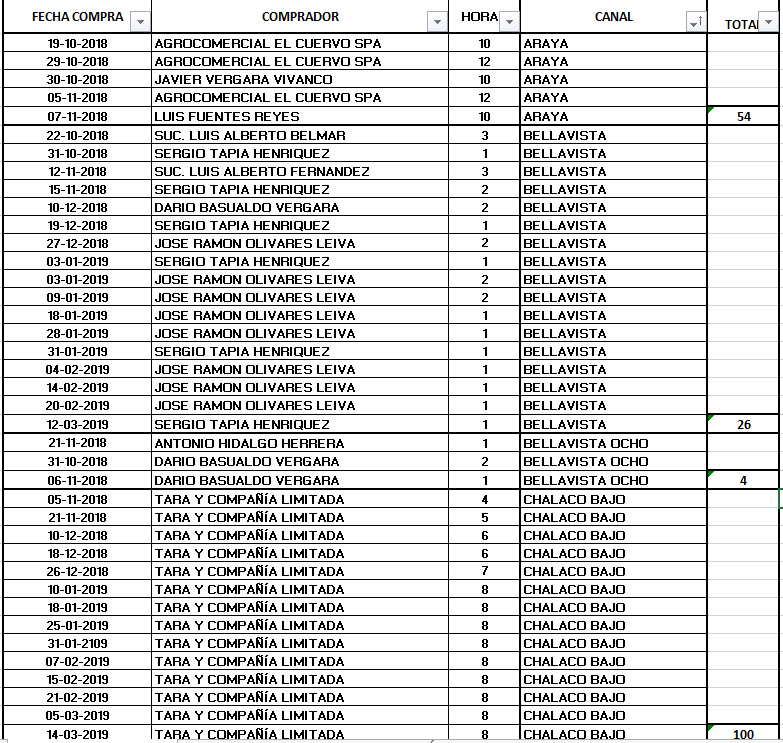 FECHA COMPRA COMPRADOR HORA CANAL TOTAL
19-10-2018 AGROCOMERCIAL EL CUERVO SPA 10 ARAYA
29-10-2018 AGROCOMERCIAL EL CUERVO SPA 12 ARAYA
30-10-2018 JAVIER VERGARA VIVANCO 10 ARAYA
05-11-2018 AGROCOMERCIAL EL CUERVO SPA 12 ARAYA
07-11-2018 LUIS FUENTES REYES 10 ARAYA 54
22-10-2018 SUC. LUIS ALBERTO BELMAR 3 BELLAVISTA
31-10-2018 SERGIO TAPIA HENRIQUEZ 1 BELLAVISTA
12-11-2018 SUC. LUIS ALBERTO FERNANDEZ 3 BELLAVISTA
15-11-2018 SERGIO TAPIA HENRIQUEZ 2 BELLAVISTA
10-12-2018 DARIO BASUALDO VERGARA 2 BELLAVISTA
19-12-2018 SERGIO TAPIA HENRIQUEZ 1 BELLAVISTA
27-12-2018 JOSE RAMON OLIVARES LEIVA 2 BELLAVISTA
03-01-2019 SERGIO TAPIA HENRIQUEZ 1 BELLAVISTA
03-01-2019 JOSE RAMON OLIVARES LEIVA 2 BELLAVISTA
09-01-2019 JOSE RAMON OLIVARES LEIVA 2 BELLAVISTA
18-01-2019 JOSE RAMON OLIVARES LEIVA 1 BELLAVISTA
28-01-2019 JOSE RAMON OLIVARES LEIVA 1 BELLAVISTA
31-01-2019 SERGIO TAPIA HENRIQUEZ 1 BELLAVISTA
04-02-2019 JOSE RAMON OLIVARES LEIVA 1 BELLAVISTA
14-02-2019 JOSE RAMON OLIVARES LEIVA 1 BELLAVISTA
20-02-2019 JOSE RAMON OLIVARES LEIVA 1 BELLAVISTA
12-03-2019 SERGIO TAPIA HENRIQUEZ 1 BELLAVISTA 26
21-11-2018 ANTONIO HIDALGO HERRERA 1 BELLAVISTA OCHO
31-10-2018 DARIO BASUALDO VERGARA 2 BELLAVISTA OCHO
06-11-2018 DARIO BASUALDO VERGARA 1 BELLAVISTA OCHO 4
05-11-2018 TARA Y COMPAÑÍA LIMITADA 4 CHALACO BAJO
21-11-2018 TARA Y COMPAÑÍA LIMITADA 5 CHALACO BAJO
10-12-2018 TARA Y COMPAÑÍA LIMITADA 6 CHALACO BAJO
18-12-2018 TARA Y COMPAÑÍA LIMITADA 6 CHALACO BAJO
26-12-2018 TARA Y COMPAÑÍA LIMITADA 7 CHALACO BAJO
10-01-2019 TARA Y COMPAÑÍA LIMITADA 8 CHALACO BAJO
18-01-2019 TARA Y COMPAÑÍA LIMITADA 8 CHALACO BAJO
25-01-2019 TARA Y COMPAÑÍA LIMITADA 8 CHALACO BAJO
31-01-2109 TARA Y COMPAÑÍA LIMITADA 8 CHALACO BAJO
07-02-2019 TARA Y COMPAÑÍA LIMITADA 8 CHALACO BAJO
15-02-2019 TARA Y COMPAÑÍA LIMITADA 8 CHALACO BAJO
21-02-2019 TARA Y COMPAÑÍA LIMITADA 8 CHALACO BAJO
05-03-2019 TARA Y COMPAÑÍA LIMITADA 8 CHALACO BAJO
14-03-2019 TARA Y COMPAÑÍA LIMITADA 8 CHALACO BAJO 100